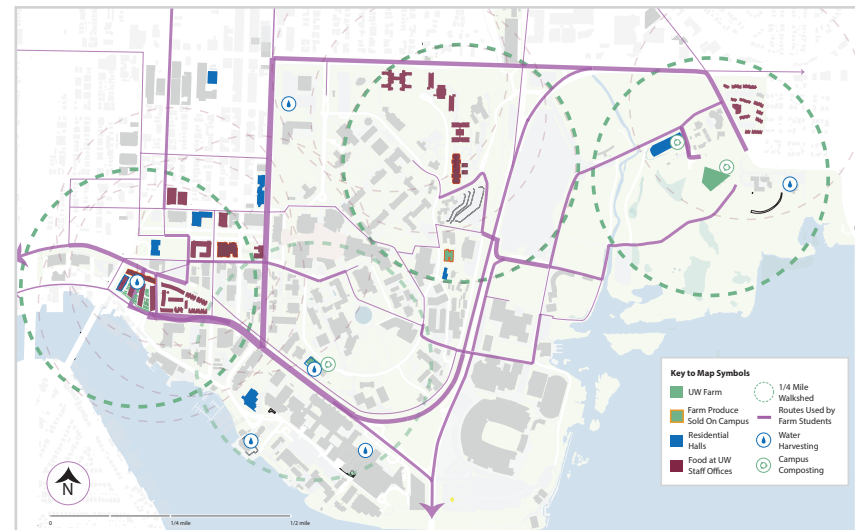 Key to Map Symbols
UW Farm
Farm Produce
Sold On Campus
Residential
Halls
Food at UW
Staff Offices
1/4 Mile
Walkshed
Routes Used by
Farm Students
Water
Harvesting
Campus
Composting
N
0
1/4 mile
1/2 mile